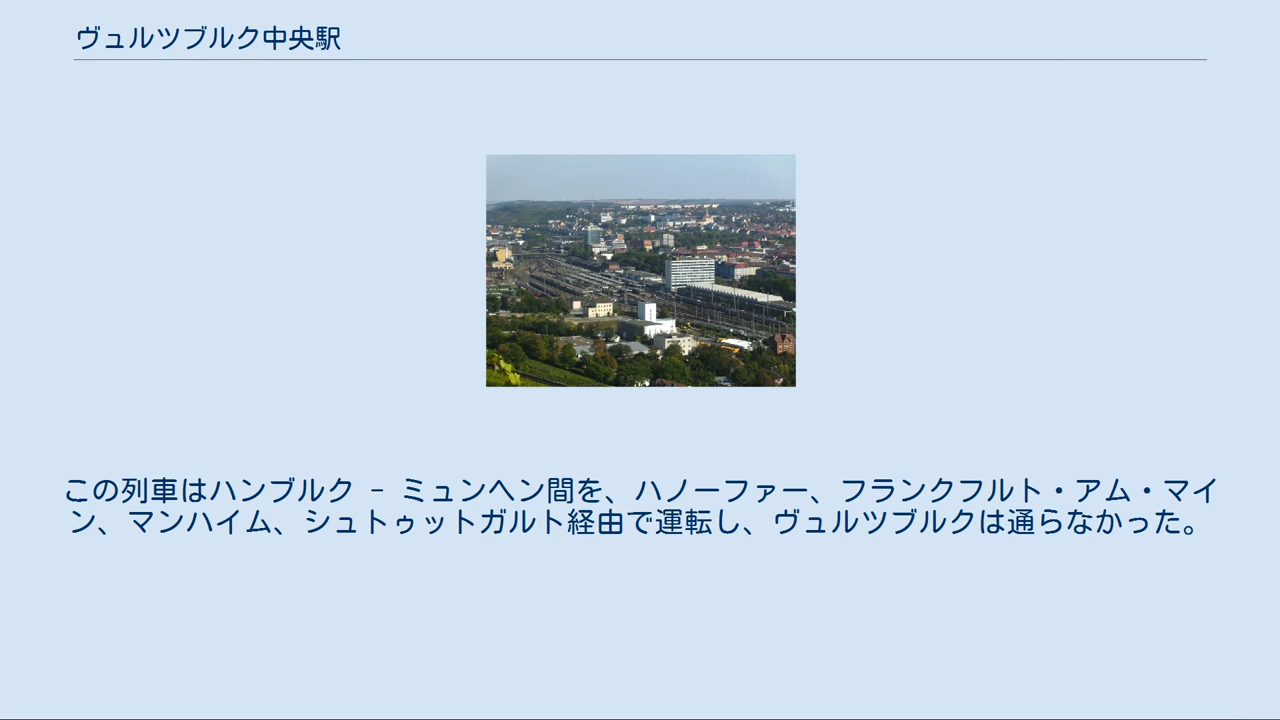 ヴュルツブルク中央駅
この列車はハンブルク - ミュンヘン間を、ハノーファー、フランクフルト・アム・マイ
ン、マンハイム、シュトゥットガルト経由で運転し、ヴュルツブルクは通らなかった。